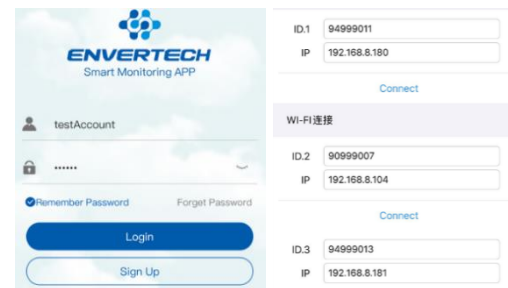 ENVERTECH
Smart Monitoring APP
testAccount
••••••
Remember Password Forget Password
Login
Sign Up
ID.1 94999011
IP 192.168.8.180
Connect
WI-FI连接
ID.2 90999007
IP 192.168.8.104
Connect
ID.3 94999013
IP 192.168.8.181